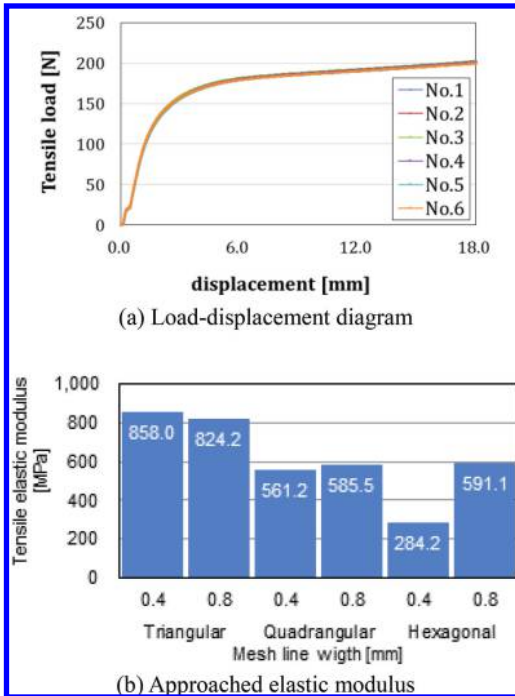 250
200
150
100
50
0
Tensile load [N]
No.1
No.2
No.3
No.4
No.5
No.6
0.0 6.0 12.0 18.0
displacement [mm]
(a) Load-displacement diagram
1,000
800
600
400
200
0
Tensile elastic modulus
[MPa]
858.0 824.2 561.2 585.5 284.2 591.1
0.4 0.8 0.4 0.8 0.4 0.8
Triangular Quadrangular Hexagonal
Mesh line wigth [mm]
(b) Approached elastic modulus